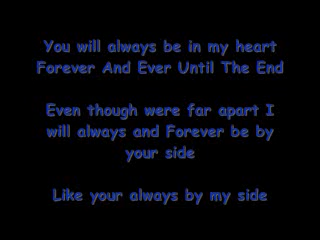 You will always be in my heart
Forever And Ever Until The End
Even though were far apart I
will always and Forever be by
your side
Like your always by my side